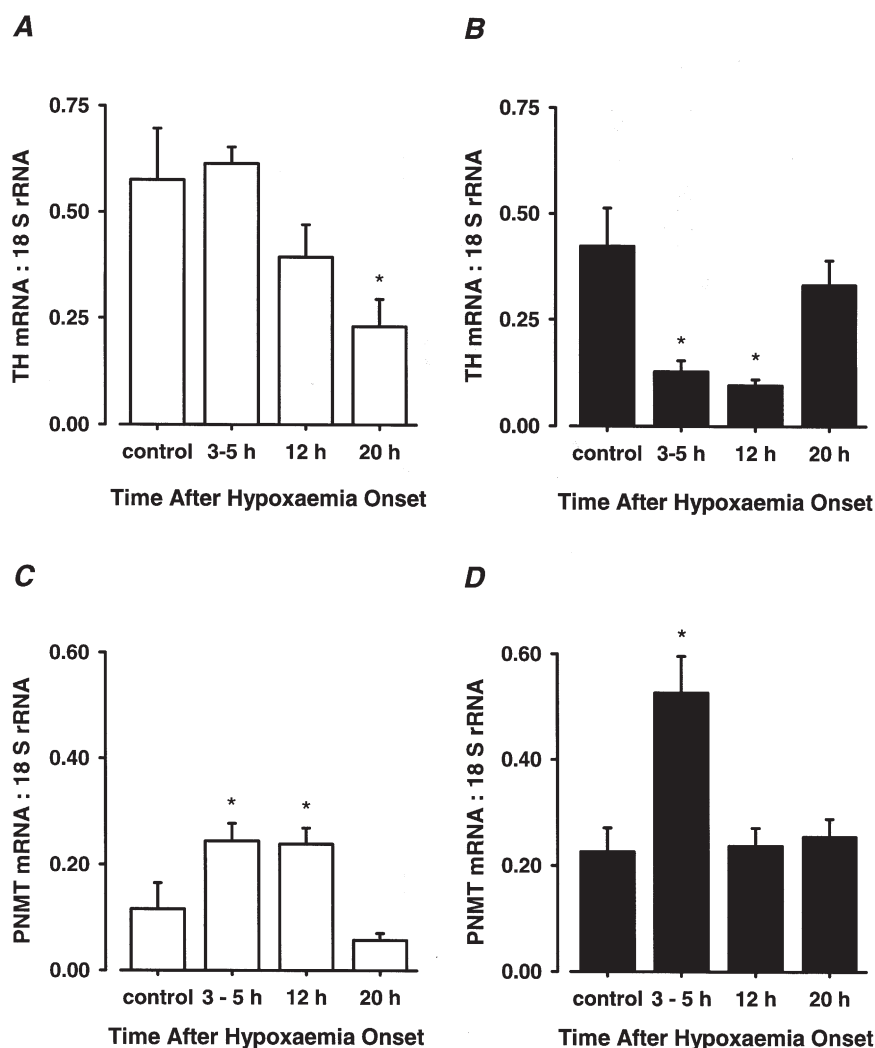 A
TH mRNA : 18 S rRNA
0.75
0.50
0.25
0.00
*
control 3-5 h 12 h 20 h
Time After Hypoxaemia Onset
B
TH mRNA : 18 S rRNA
0.75
0.50
0.25
0.00
* *
control 3-5 h 12 h 20 h
Time After Hypoxaemia Onset
C
PNMT mRNA : 18 S rRNA
0.60
0.40
0.20
0.00
* *
control 3 - 5 h 12 h 20 h
Time After Hypoxaemia Onset
D
PNMT mRNA : 18 S rRNA
0.60
0.40
0.20
0.00
*
control 3 - 5 h 12 h 20 h
Time After Hypoxaemia Onset